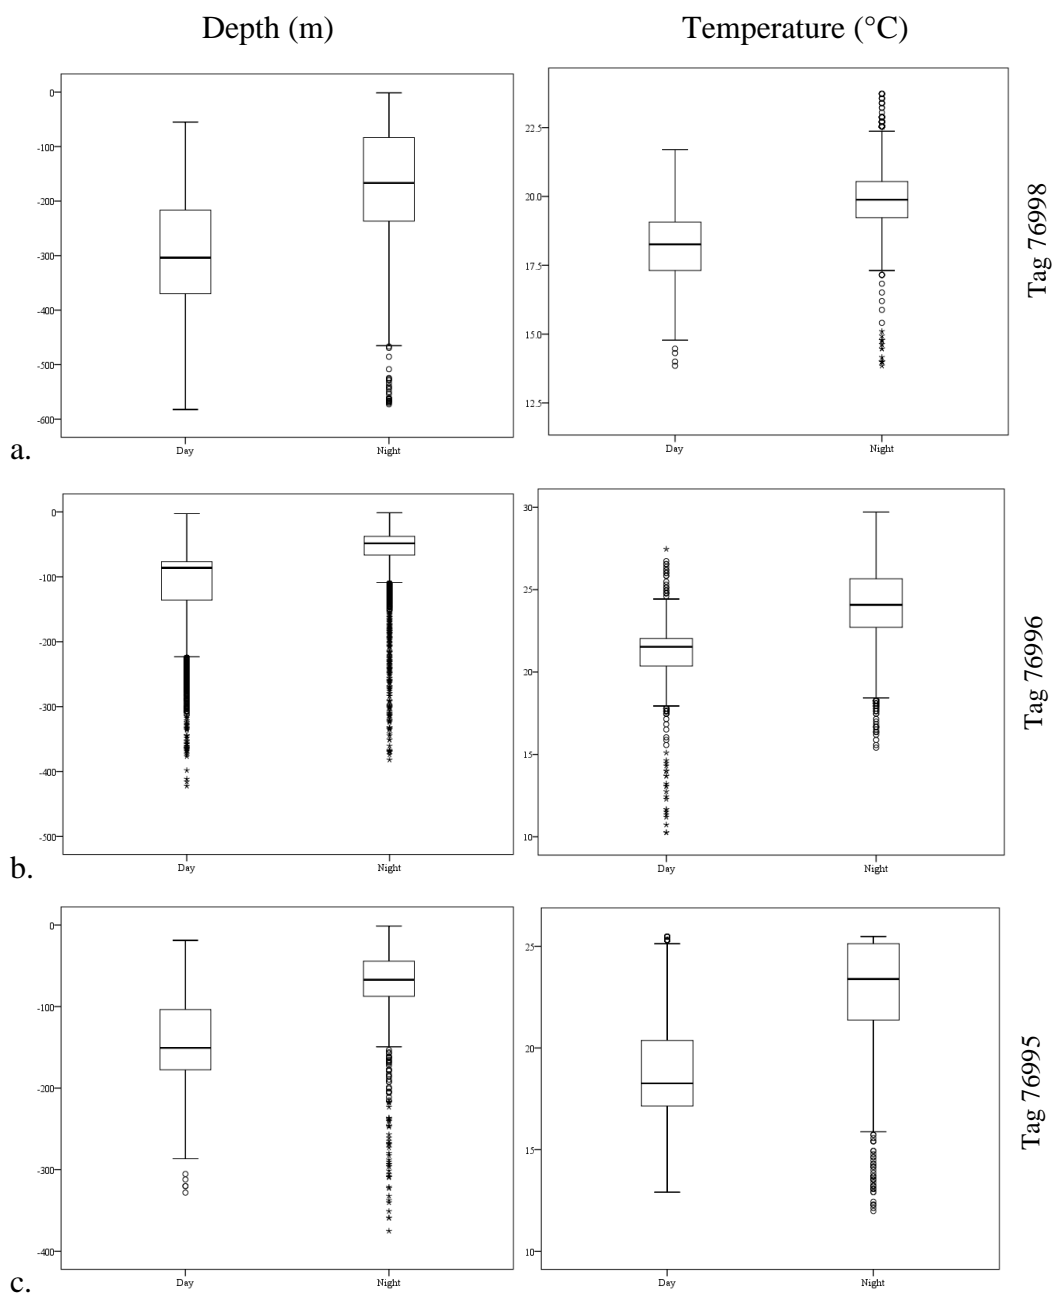 Depth (m)
Temperature (°C)
0
-100
-200
-300
-400
-500
-600
Day
Night
22.5
20.0
17.5
15.0
12.5
Day
Night
Tag 76998
a.
0
-100
-200
-300
-400
-500
Day
Night
30
25
20
15
10
Day
Night
Tag 76996
b.
0
-100
-200
-300
-400
Day
Night
25
20
15
10
Day
Night
Tag 76995
c.